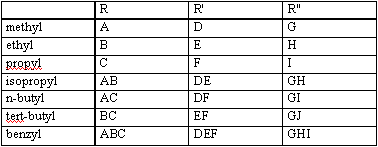 R R' R"
methyl A D G
ethyl B E H
propyl C F I
isopropyl AB DE GH
n-butyl AC DF GI
tert-butyl BC EF GJ
benzyl ABC DEF GHI